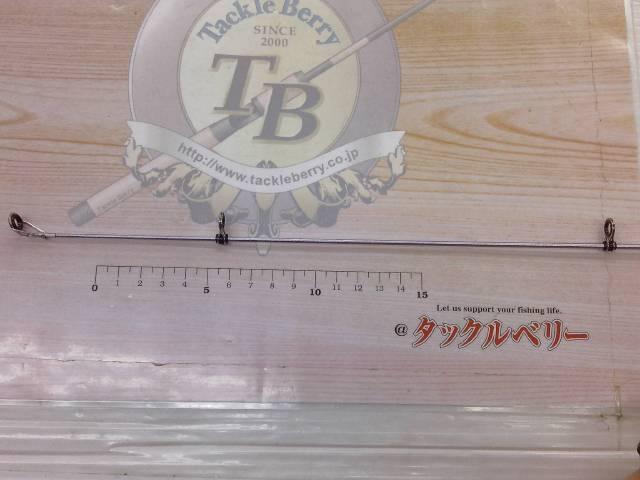 Tackle Berry
SINCE
2000
TB
http://www.tackleberry.co.jp
0 1 2 3 4 5 6 7 8 9 10 11 12 13 14 15
Let us support your fishing life.
@ タックルベリー